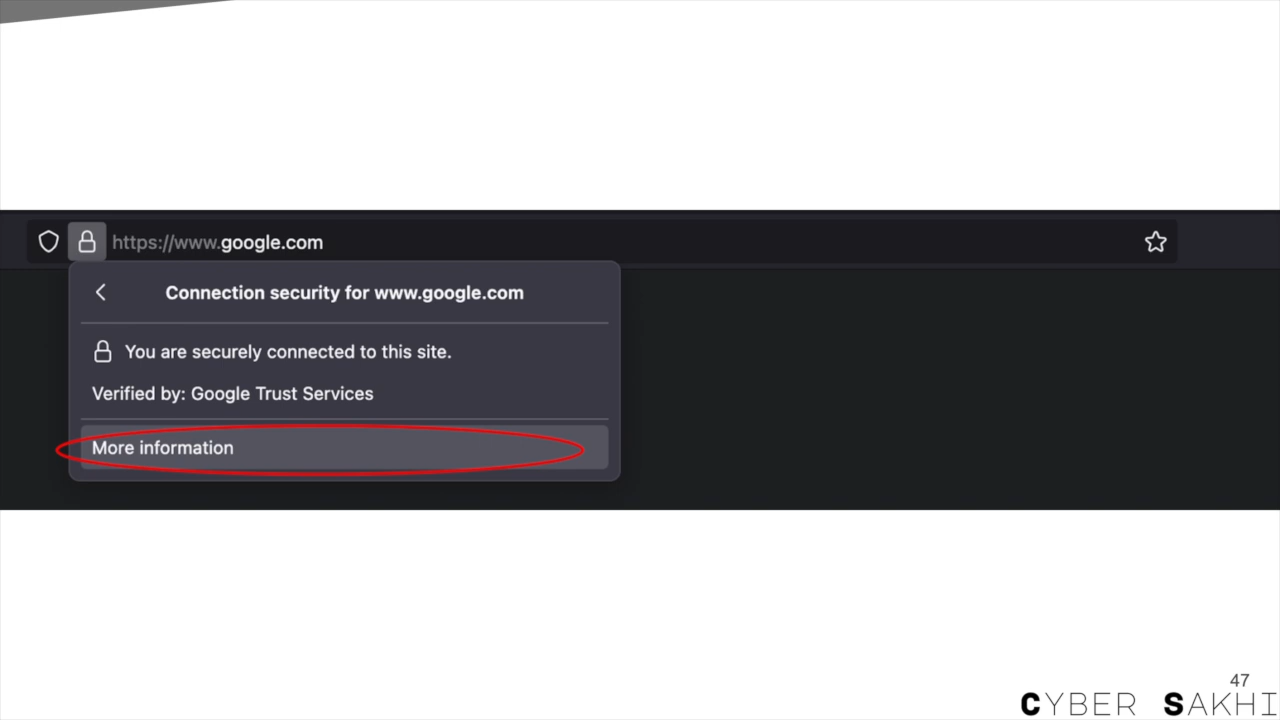 https://www.google.com
Connection security for www.google.com
You are securely connected to this site.
Verified by: Google Trust Services
More information
47
CYBER SAKHI